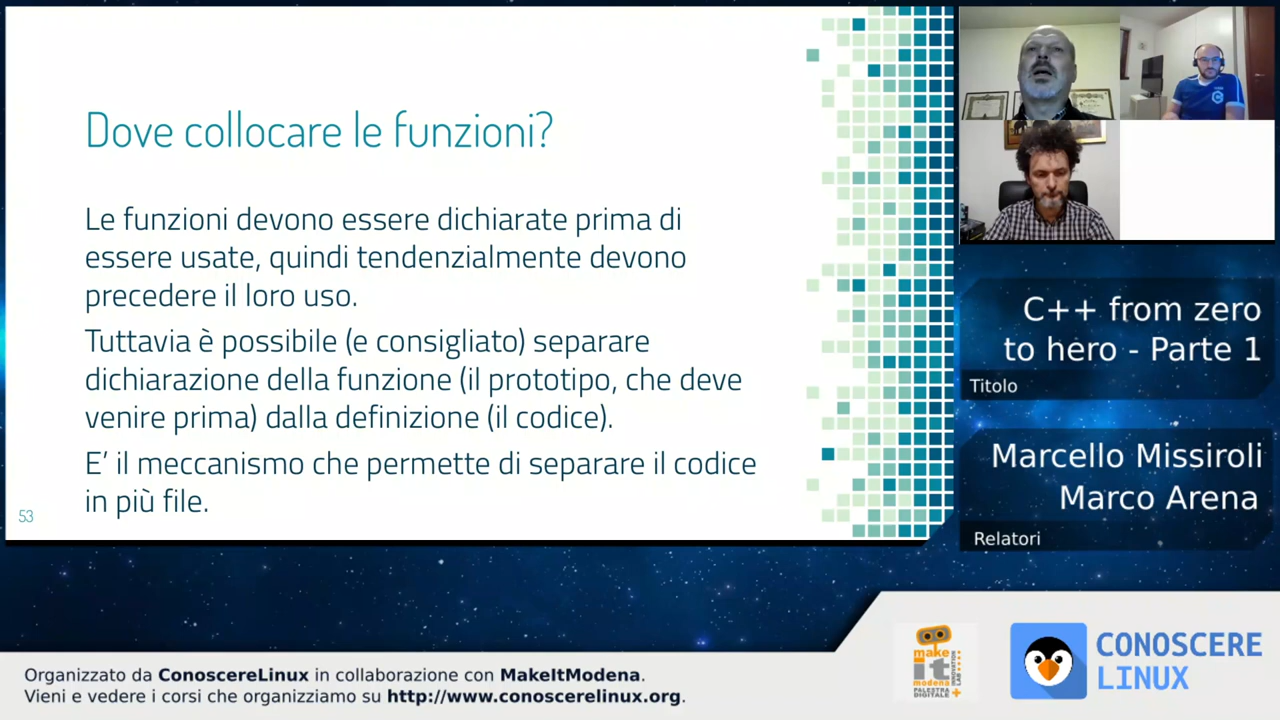 Dove collocare le funzioni?
Le funzioni devono essere dichiarate prima di
essere usate, quindi tendenzialmente devono
precedere il loro uso.
Tuttavia è possibile (e consigliato) separare
dichiarazione della funzione (il prototipo, che deve
venire prima) dalla definizione (il codice).
E’ il meccanismo che permette di separare il codice
in più file.
53
C++ from zero
to hero - Parte 1
Titolo
Marcello Missiroli
Marco Arena
Relatori
Organizzato da ConoscereLinux in collaborazione con MakeItModena.
Vieni e vedere i corsi che organizziamo su http://www.conoscerelinux.org.
make
it
modena
PALESTRA
DIGITALE
INNOVATION
LAB
CONOSCERE
LINUX